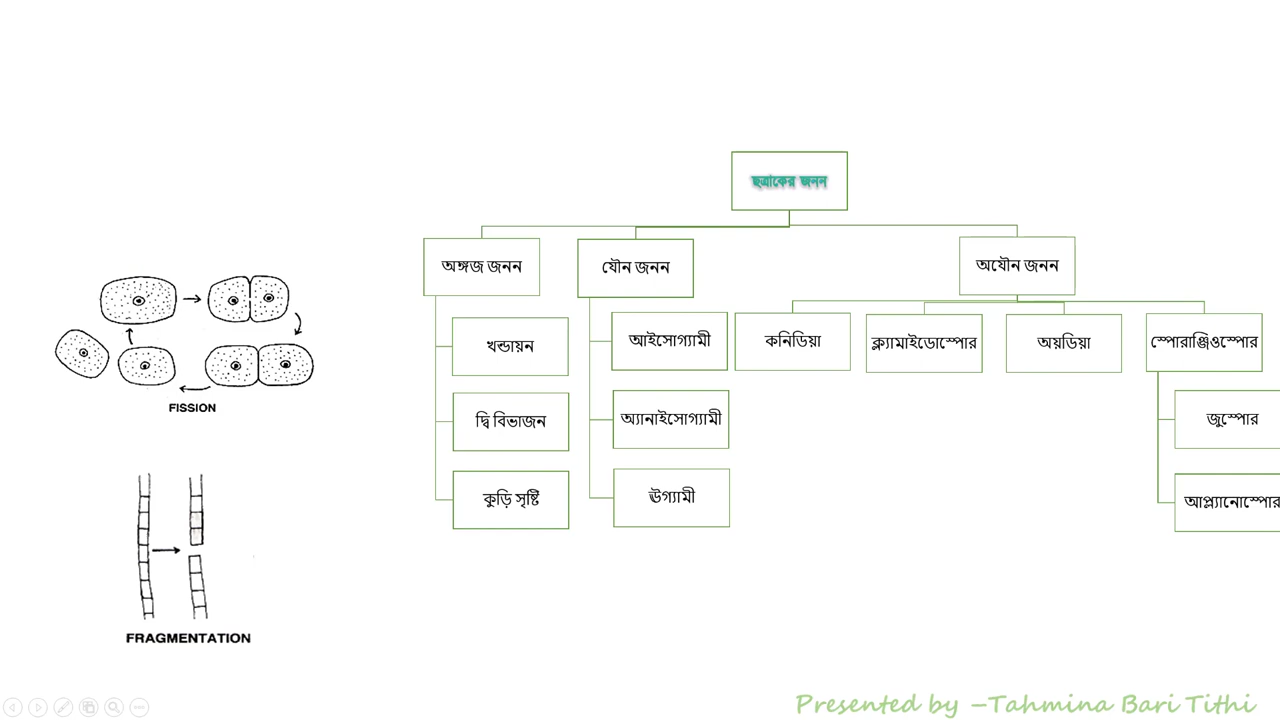 ছত্রাকের জনন
অঙ্গজ জনন
যৌন জনন
অযৌন জনন
খন্ডায়ন
আইসোগ্যামী
কনিডিয়া
ক্ল্যামাইডোস্পোর
অয়ডিয়া
স্পোরাঞ্জিওস্পোর
দ্বি বিভাজন
অ্যানাইসোগ্যামী
জুস্পোর
কুড়ি সৃষ্টি
ঊগ্যামী
আপ্ল্যানোস্পোর
FISSION
FRAGMENTATION
Presented by –Tahmina Bari Tithi